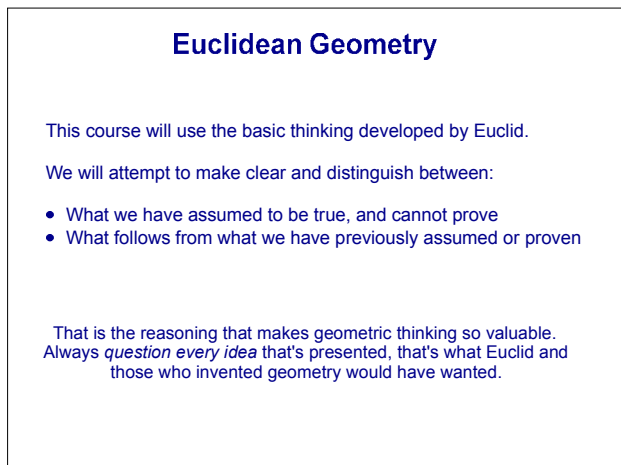 Euclidean Geometry
This course will use the basic thinking developed by Euclid.
We will attempt to make clear and distinguish between:
• What we have assumed to be true, and cannot prove
• What follows from what we have previously assumed or proven
That is the reasoning that makes geometric thinking so valuable.
Always question every idea that's presented, that's what Euclid and
those who invented geometry would have wanted.